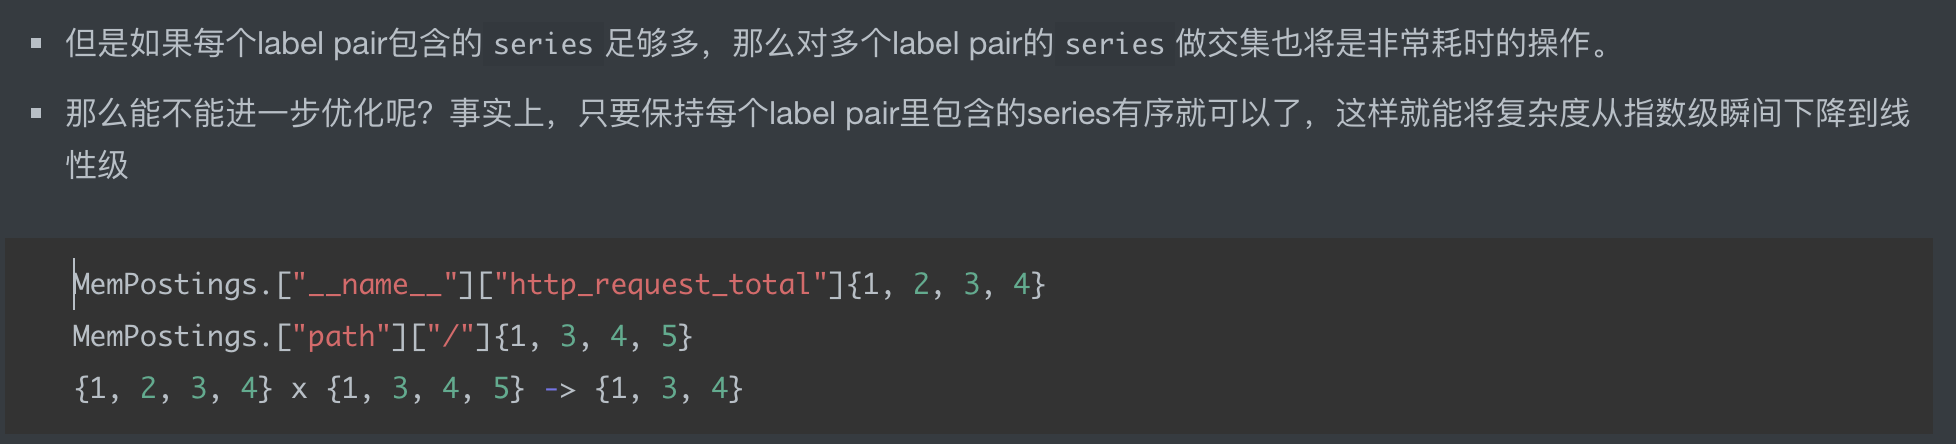 但是如果每个label pair包含的 series 足够多，那么对多个label pair的 series 做交集也将是非常耗时的操作。
那么能不能进一步优化呢？事实上，只要保持每个label pair里包含的series有序就可以了，这样就能将复杂度从指数级瞬间下降到线
性级
MemPostings.["__name__"]["http_request_total"]{1, 2, 3, 4}
MemPostings.["path"]["/"]{1, 3, 4, 5}
{1, 2, 3, 4} x {1, 3, 4, 5} -> {1, 3, 4}